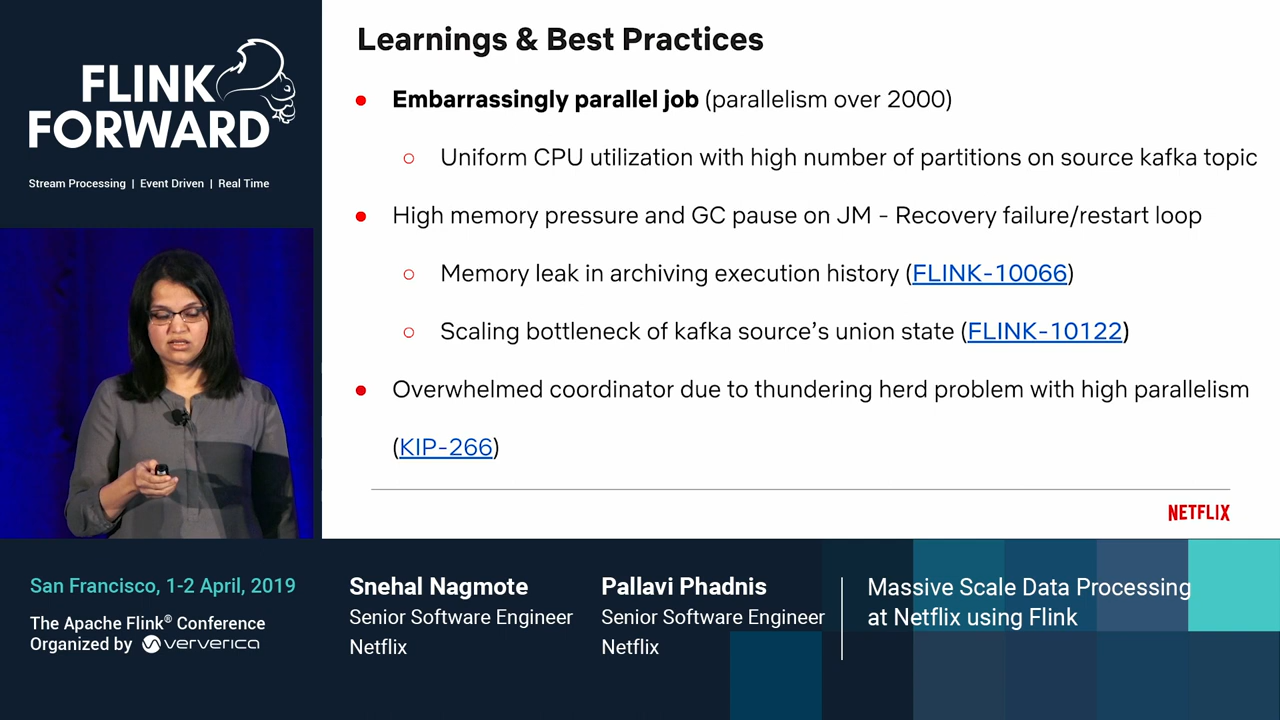 FLINK
FORWARD
Stream Processing | Event Driven | Real Time
Learnings & Best Practices
● Embarrassingly parallel job (parallelism over 2000)
○ Uniform CPU utilization with high number of partitions on source kafka topic
● High memory pressure and GC pause on JM - Recovery failure/restart loop
○ Memory leak in archiving execution history (FLINK-10066)
○ Scaling bottleneck of kafka source's union state (FLINK-10122)
● Overwhelmed coordinator due to thundering herd problem with high parallelism
(KIP-266)
NETFLIX
San Francisco, 1-2 April, 2019
The Apache Flink® Conference
Organized by ververica
Snehal Nagmote
Senior Software Engineer
Netflix
Pallavi Phadnis
Senior Software Engineer
Netflix
Massive Scale Data Processing
at Netflix using Flink